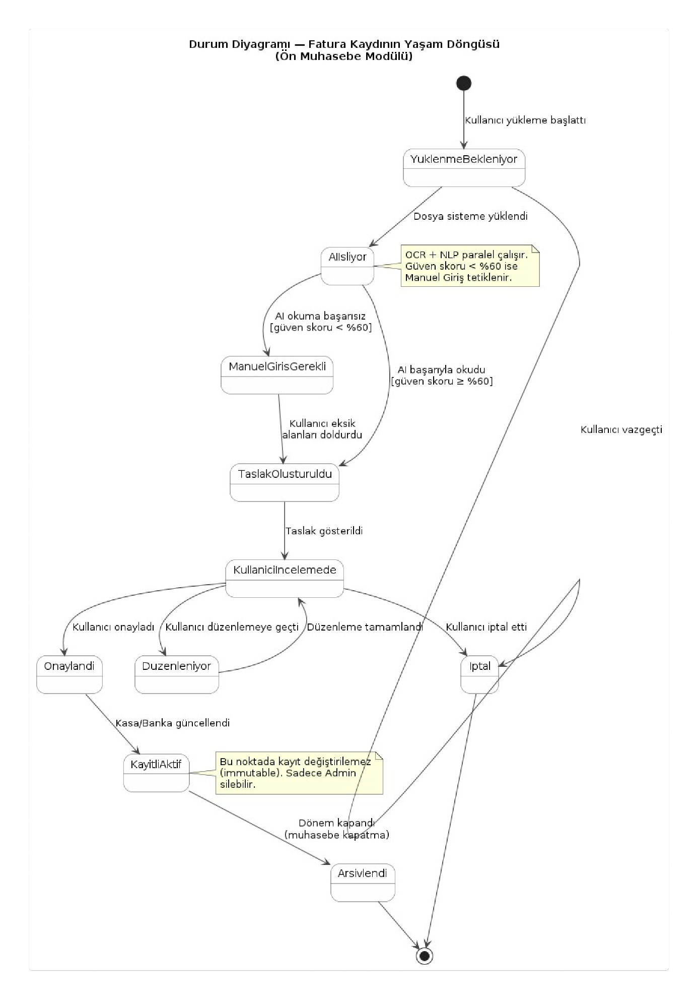 Durum Diyagramı — Fatura Kaydının Yaşam Döngüsü
(Ön Muhasebe Modülü)
Kullanıcı yükleme başlattı
YuklenmeBekleniyor
Dosya sisteme yüklendi
AIIsliyor
OCR + NLP paralel çalışır.
Güven skoru < %60 ise
Manuel Giriş tetiklenir.
AI okuma başarısız
[güven skoru < %60]
ManuelGirisGerekli
AI başarıyla okudu
[güven skoru ≥ %60]
Kullanıcı eksik
alanları doldurdu
Kullanıcı vazgeçti
TaslakOlusturuldu
Taslak gösterildi
KullaniciIncelemede
Kullanıcı onayladı
Kullanıcı düzenlemeye geçti
Düzenleme tamamlandı
Kullanıcı iptal etti
Onaylandi
Duzenleniyor
Iptal
Kasa/Banka güncellendi
KayitliAktif
Bu noktada kayıt değiştirilemez
(immutable). Sadece Admin
silebilir.
Dönem kapandı
(muhasebe kapatma)
Arsivlendi